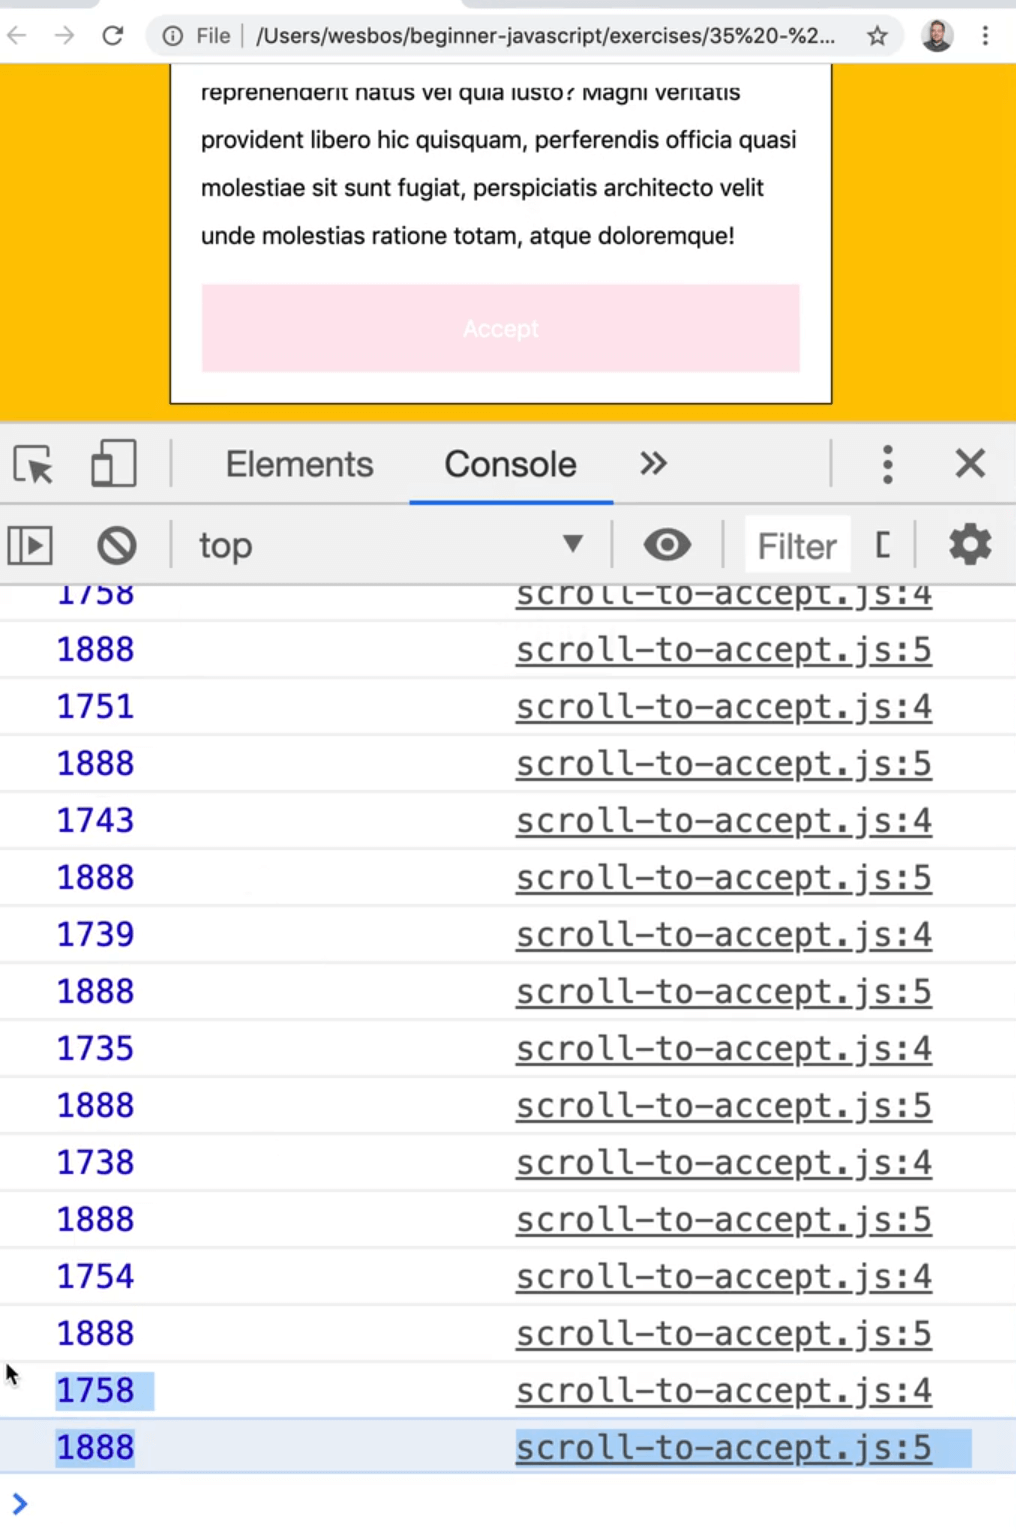 File /Users/wesbos/beginner-javascript/exercises/35%20-%2...
reprehenderit natus vel quia iusto? Magni veritatis
provident libero hic quisquam, perferendis officia quasi
molestiae sit sunt fugiat, perspiciatis architecto velit
unde molestias ratione totam, atque doloremque!
Accept
Elements Console
top Filter
1758 scroll-to-accept.js:4
1888 scroll-to-accept.js:5
1751 scroll-to-accept.js:4
1888 scroll-to-accept.js:5
1743 scroll-to-accept.js:4
1888 scroll-to-accept.js:5
1739 scroll-to-accept.js:4
1888 scroll-to-accept.js:5
1735 scroll-to-accept.js:4
1888 scroll-to-accept.js:5
1738 scroll-to-accept.js:4
1888 scroll-to-accept.js:5
1754 scroll-to-accept.js:4
1888 scroll-to-accept.js:5
1758 scroll-to-accept.js:4
1888 scroll-to-accept.js:5